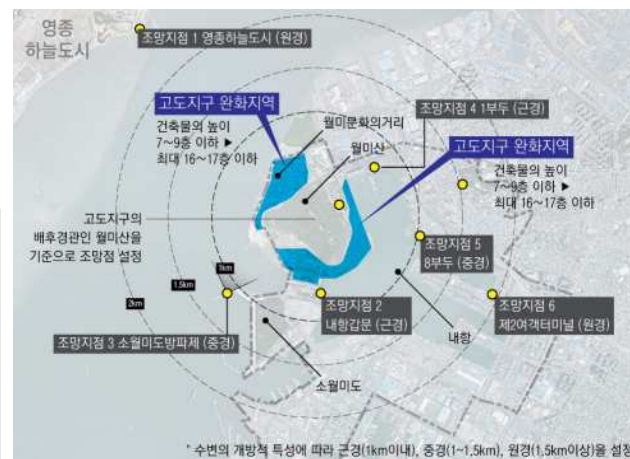 영종
하늘도시
조망지점 1 영종하늘도시 (원경)
고도지구 완화지역
건축물의 높이
7~9층 이하 ▶
최대 16~17층 이하
월미문화의거리
월미산
조망지점 4 1부두 (근경)
고도지구 완화지역
건축물의 높이
7~9층 이하 ▶
최대 16~17층 이하
고도지구의
배후경관인 월미산을
기준으로 조망점 설정
1km
1.5km
2km
조망지점 5
8부두 (중경)
조망지점 3 소월미도방파제 (중경)
조망지점 2
내항갑문 (근경)
조망지점 6
제2여객터미널 (원경)
내항
소월미도
* 수변의 개방적 특성에 따라 근경(1km이내), 중경(1~1.5km), 원경(1.5km이상)을 설정